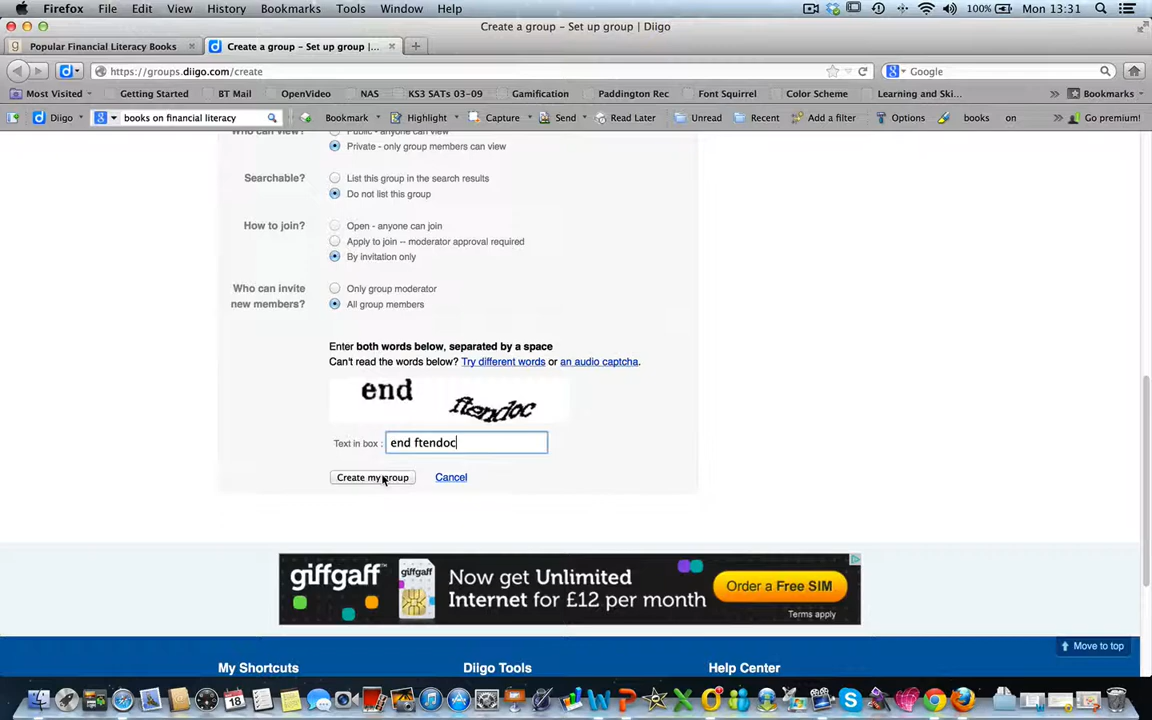 Firefox File Edit View History Bookmarks Tools Window Help 100% Mon 13:31
Create a group - Set up group | Diigo
Popular Financial Literacy Books Create a group - Set up group |...
https://groups.diigo.com/create Google
Most Visited Getting Started BT Mail OpenVideo NAS KS3 SATs 03-09 Gamification Paddington Rec Font Squirrel Color Scheme Learning and Ski... Bookmarks
Diigo books on financial literacy Bookmark Highlight Capture Send Read Later Unread Recent Add a filter Options books on Go premium!
Who can view? Public - anyone can view
Private - only group members can view
Searchable? List this group in the search results
Do not list this group
How to join? Open - anyone can join
Apply to join -- moderator approval required
By invitation only
Who can invite new members? Only group moderator
All group members
Enter both words below, separated by a space
Can't read the words below? Try different words or an audio captcha.
end ftendoc
Text in box : end ftendoc
Create my group Cancel
giffgaff
Now get Unlimited
Internet for £12 per month
Order a Free SIM
Terms apply
Move to top
My Shortcuts Diigo Tools Help Center